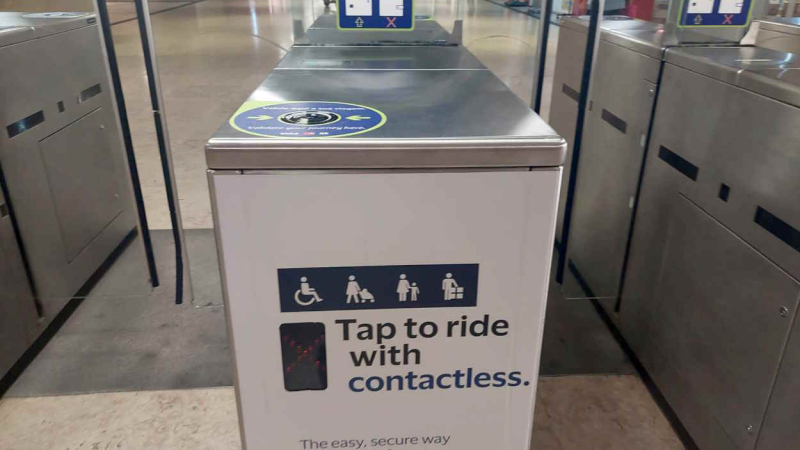 Validate your journey here.
Tap to ride
with
contactless.
The easy, secure way